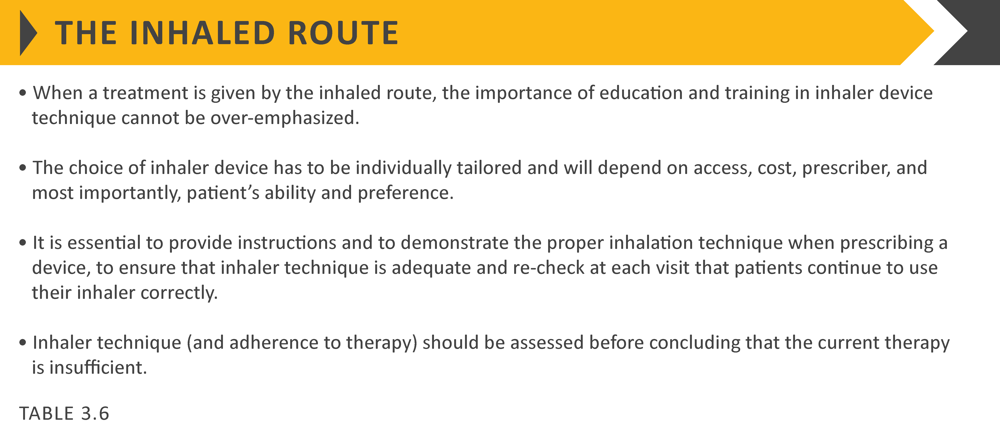 THE INHALED ROUTE
• When a treatment is given by the inhaled route, the importance of education and training in inhaler device
technique cannot be over-emphasized.
• The choice of inhaler device has to be individually tailored and will depend on access, cost, prescriber, and
most importantly, patient’s ability and preference.
• It is essential to provide instructions and to demonstrate the proper inhalation technique when prescribing a
device, to ensure that inhaler technique is adequate and re-check at each visit that patients continue to use
their inhaler correctly.
• Inhaler technique (and adherence to therapy) should be assessed before concluding that the current therapy
is insufficient.
TABLE 3.6